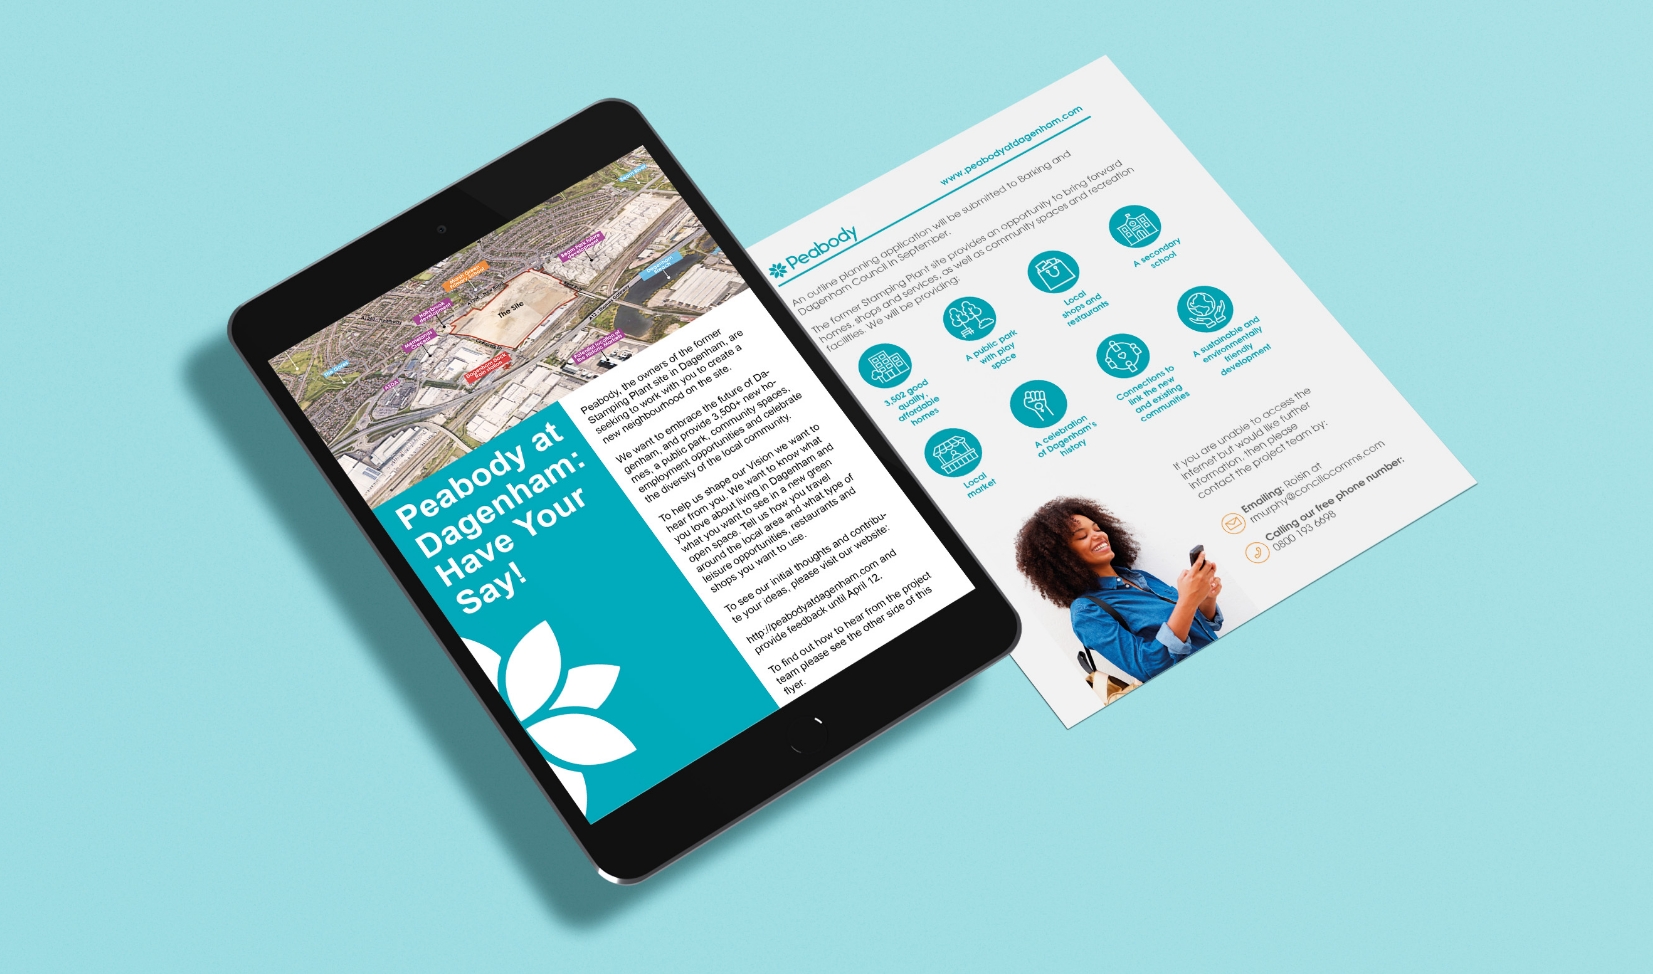 The Site
ASDA
Peabody at
Dagenham:
Have Your
Say!
Peabody, the owners of the former
Stamping Plant site in Dagenham, are
seeking to work with you to create a
new neighbourhood on the site.
We want to embrace the future of Da-
genham, and provide 3,500+ new ho-
mes, a public park, community spaces,
employment opportunities and celebrate
the diversity of the local community.
To help us shape our Vision we want to
hear from you. We want to know what
you love about living in Dagenham and
what you want to see in a new green
open space. Tell us how you travel
around the local area and what type of
leisure opportunities, restaurants and
shops you want to use.
To see our initial thoughts and contribu-
te your ideas, please visit our website:
http://peabodyatdagenham.com and
provide feedback until April 12.
To find out how to hear from the project
team please see the other side of this
flyer.
Peabody
www.peabodyatdagenham.com
An outline planning application will be submitted to Barking and
Dagenham Council in September.
The former Stamping Plant site provides an opportunity to bring forward
homes, shops and services, as well as community spaces and recreation
facilities. We will be providing:
3,502 good
quality,
affordable
homes
A public park
with play
space
Local
shops and
restaurants
A secondary
school
Local
market
A celebration
of Dagenham's
history
Connections to
link the new
and existing
communities
A sustainable and
environmentally
friendly
development
If you are unable to access the
internet but would like further
information, then please
contact the project team by:
Emailing: Roisin at
rmurphy@conciliocomms.com
Calling our free phone number:
0800 193 6698